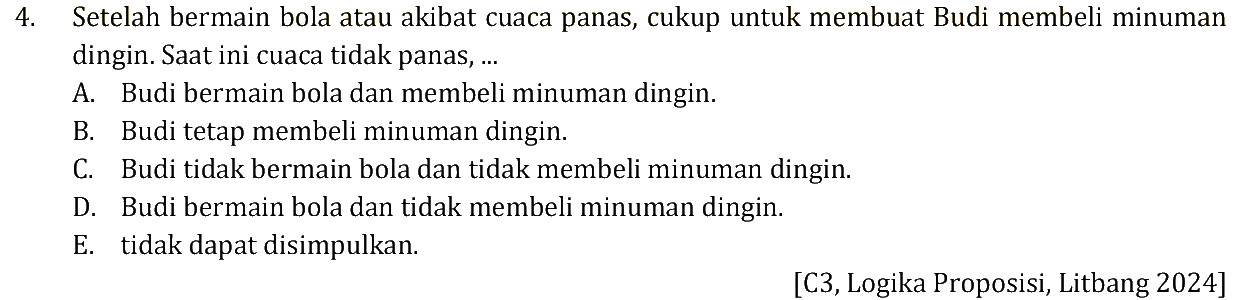 4. Setelah bermain bola atau akibat cuaca panas, cukup untuk membuat Budi membeli minuman
dingin. Saat ini cuaca tidak panas, ...
A. Budi bermain bola dan membeli minuman dingin.
B. Budi tetap membeli minuman dingin.
C. Budi tidak bermain bola dan tidak membeli minuman dingin.
D. Budi bermain bola dan tidak membeli minuman dingin.
E. tidak dapat disimpulkan.
[C3, Logika Proposisi, Litbang 2024]